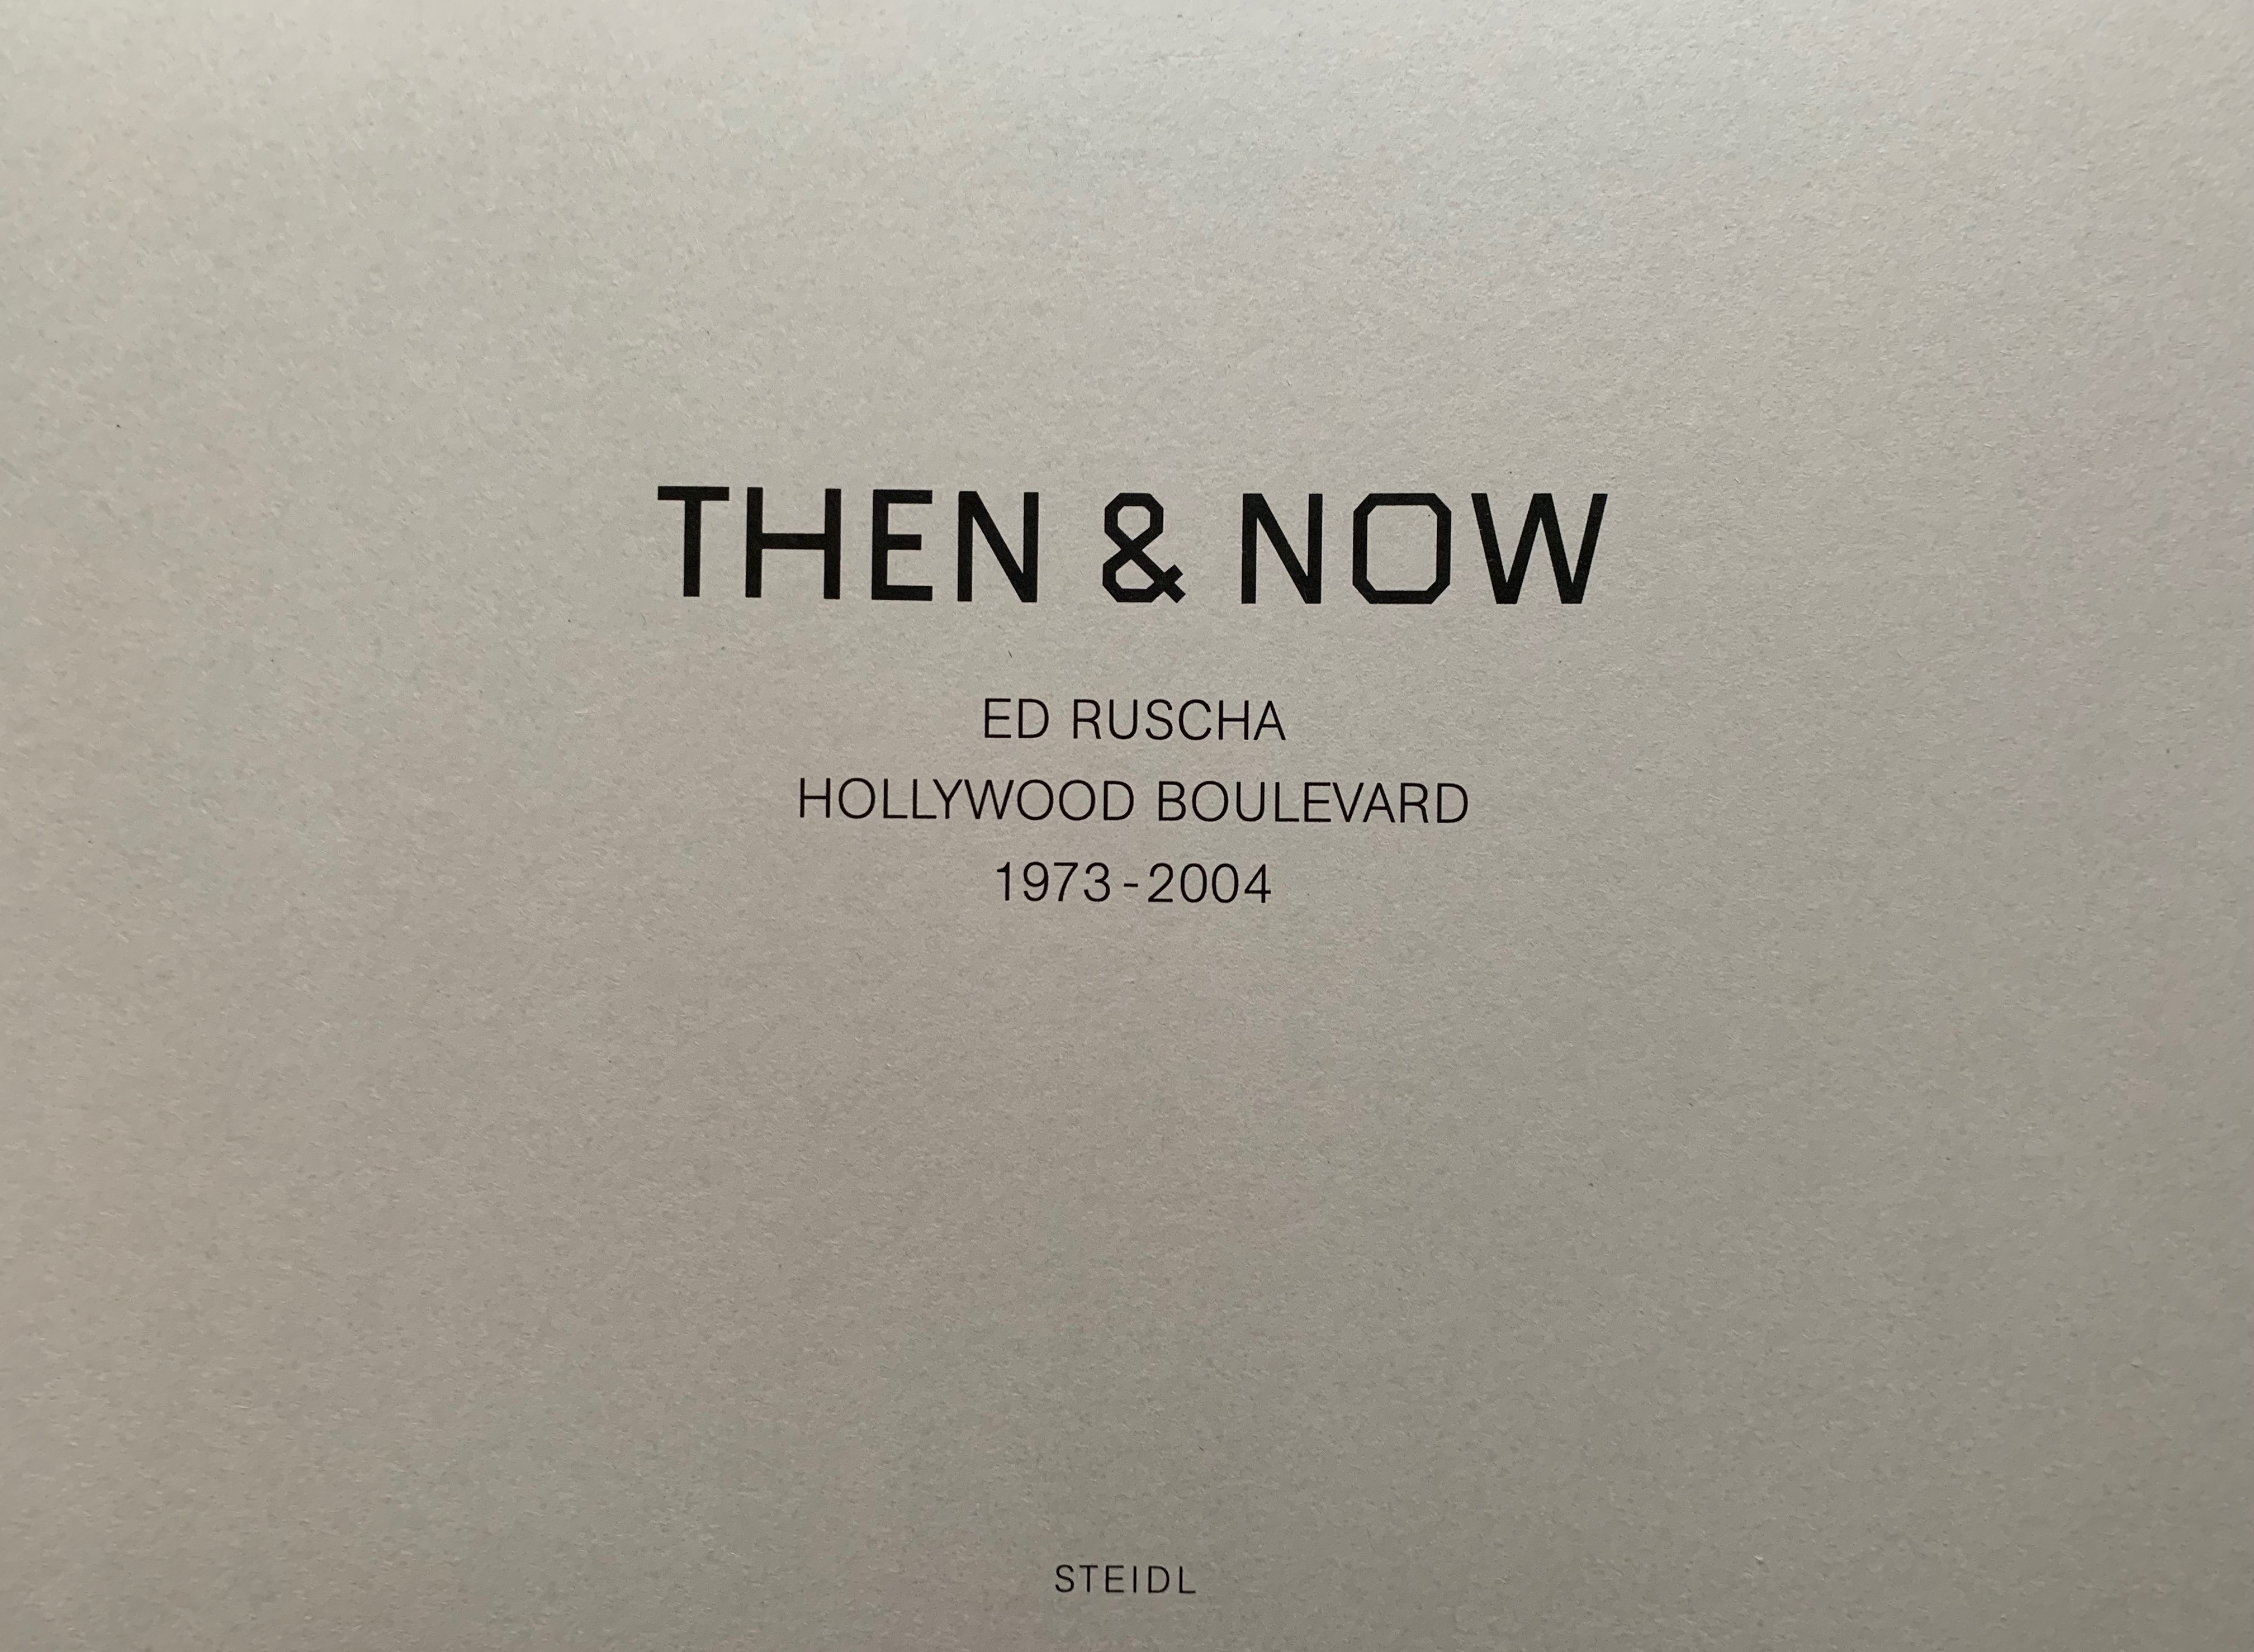 THEN & NOW
ED RUSCHA
HOLLYWOOD BOULEVARD
1973-2004
STEIDL